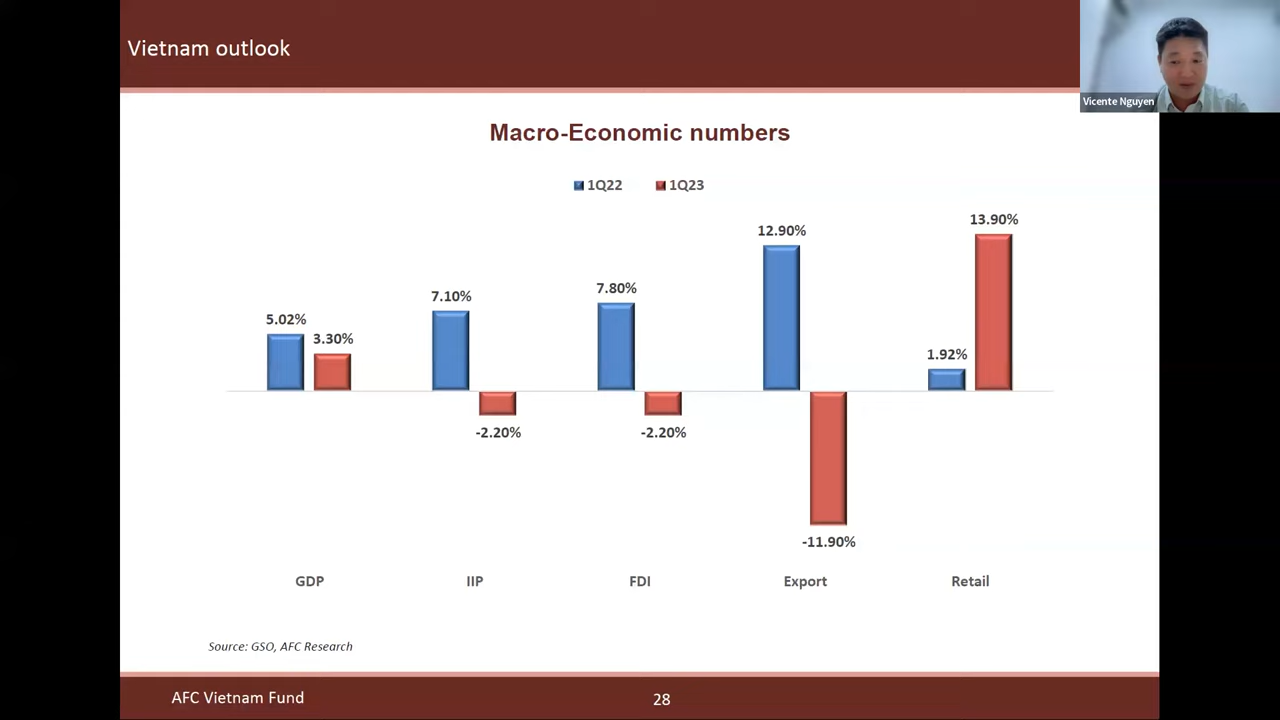 Vietnam outlook
Vicente Nguyen
Macro-Economic numbers
1Q22 1Q23
5.02% 3.30% 7.10% -2.20% 7.80% -2.20% 12.90% -11.90% 1.92% 13.90%
GDP IIP FDI Export Retail
Source: GSO, AFC Research
AFC Vietnam Fund 28